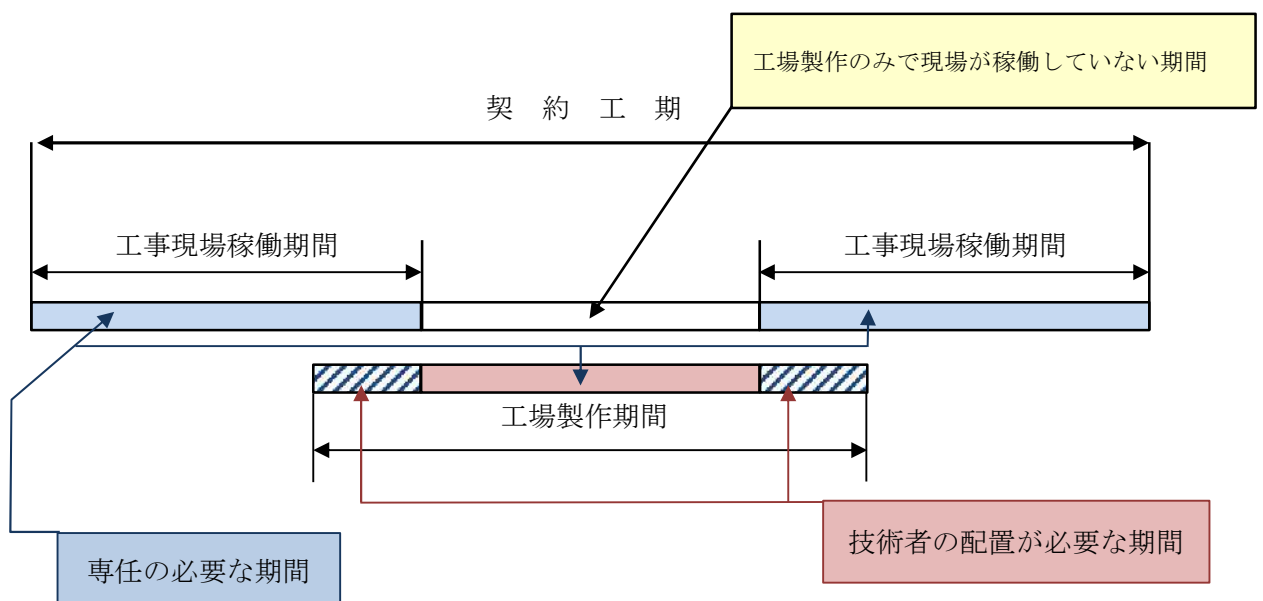 工場製作のみで現場が稼働していない期間
契 約 工 期
工事現場稼働期間
工事現場稼働期間
工場製作期間
技術者の配置が必要な期間
専任の必要な期間